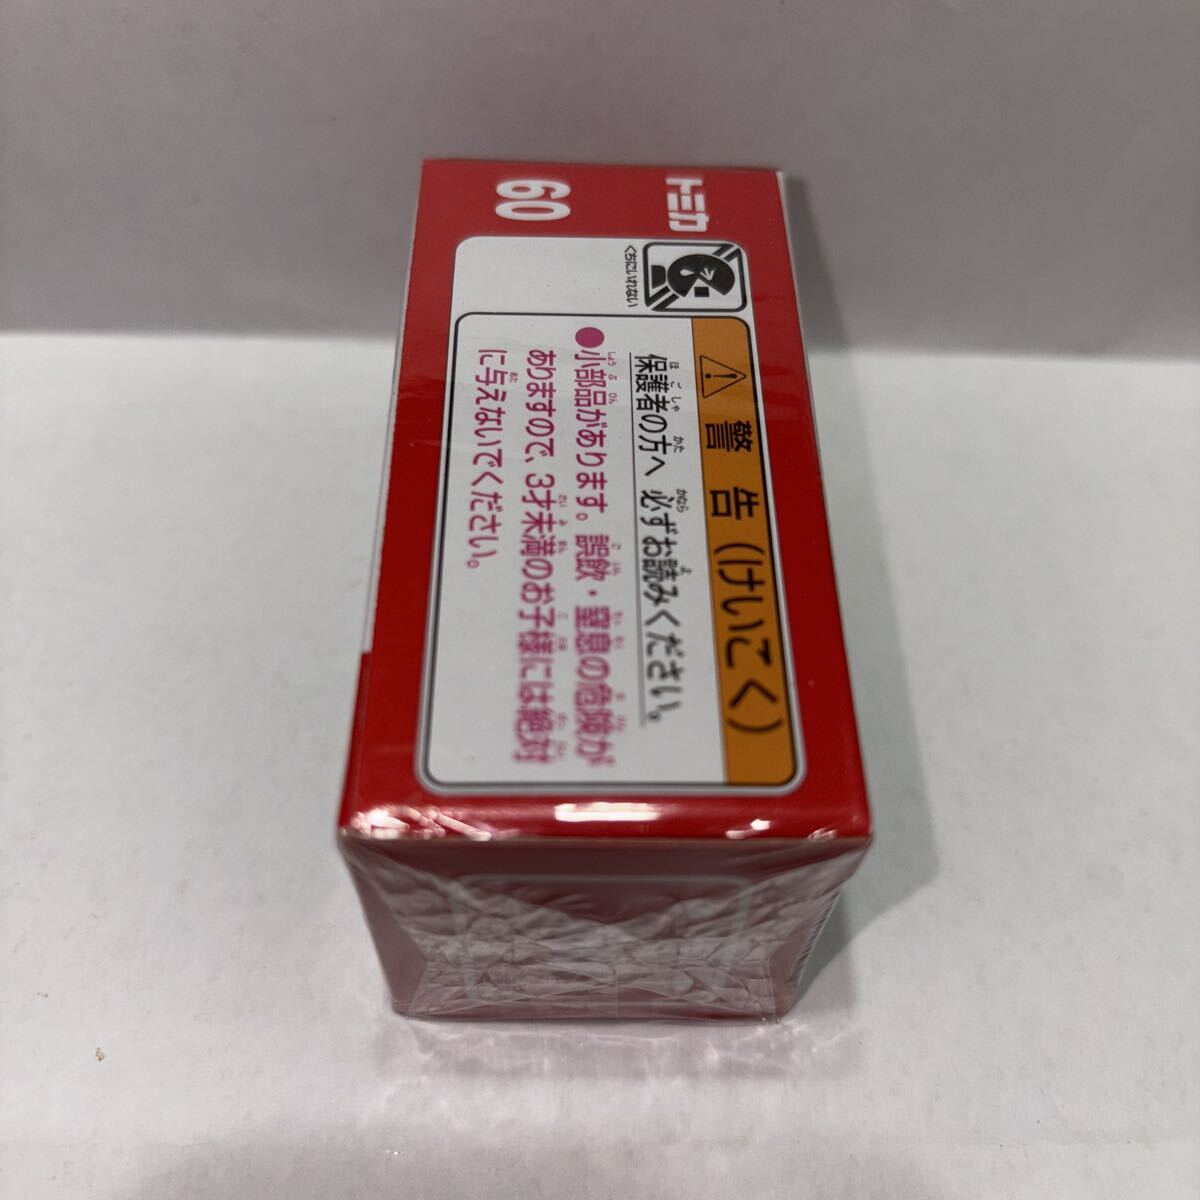 トミカ
60
くちにいれない
警告(けいこく)
保護者の方へ 必ずお読みください。
●小部品があります。誤飲・窒息の危険が
ありますので、3才未満のお子様には絶対
に与えないでください。